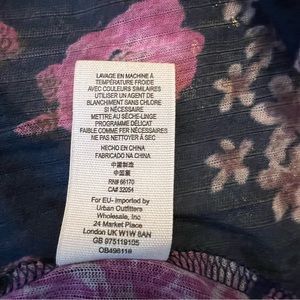 LAVAGE EN MACHINE À
TEMPÉRATURE FROIDE
AVEC COULEURS SIMILAIRES
UTILISER UN AGENT DE
BLANCHIMENT SANS CHLORE
SI NÉCESSAIRE
METTRE AU SÈCHE-LINGE
PROGRAMME DÉLICAT
FAIBLE COMME FER NÉCESSAIRES
NE PAS NETTOYER À SEC
HECHO EN CHINA
FABRICADO NA CHINA
中国制造
中國製
RN# 66170
CA# 32054
For EU- imported by
Urban Outfitters
Wholesale, Inc
24 Market Place
London UK W1W 8AN
GB 975119105
OB498118